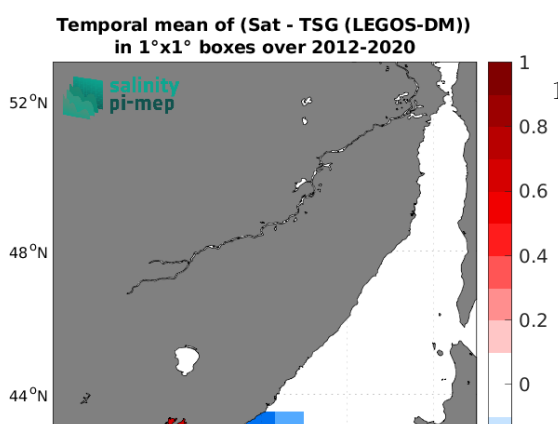 Temporal mean of (Sat - TSG (LEGOS-DM))
in 1°x1° boxes over 2012-2020
salinity
pi-mep
52°N
48°N
44°N
1
0.8
0.6
0.4
0.2
0